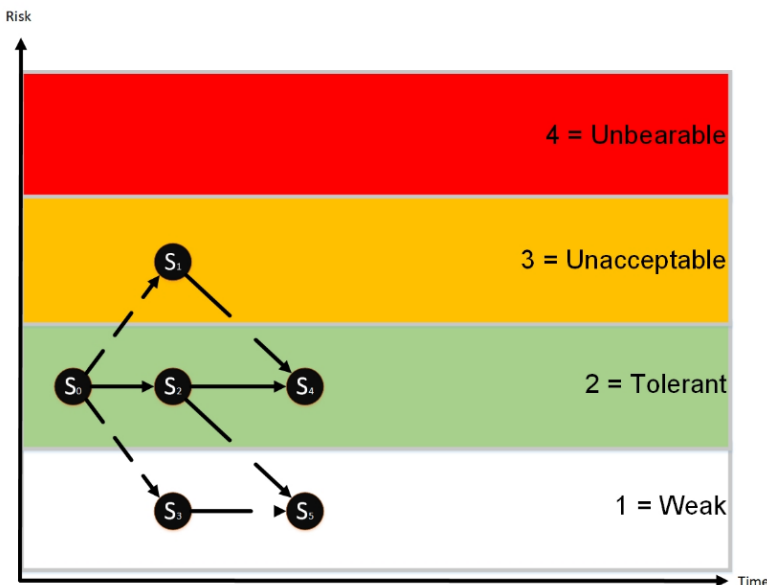 Risk
4 = Unbearable
S₁
3 = Unacceptable
S₀
S₂
S₄
2 = Tolerant
S₃
S₅
1 = Weak
Time